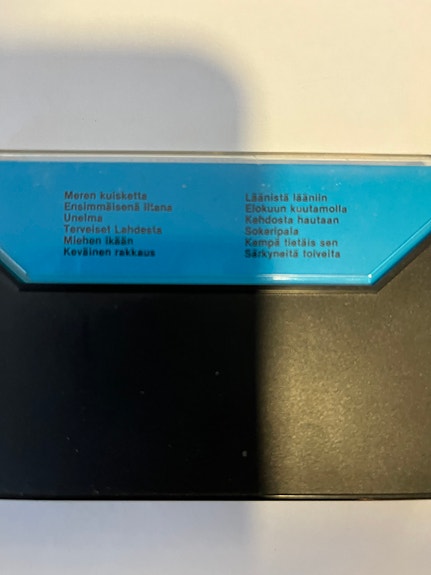 Meren kuisketta
Ensimmäisenä iltana
Unelma
Terveiset Lahdesta
Miehen ikään
Keväinen rakkaus
Läänistä lääniin
Elokuun kuutamolla
Kehdosta hautaan
Sokeripala
Kempä tietäis sen
Särkyneitä toiveita